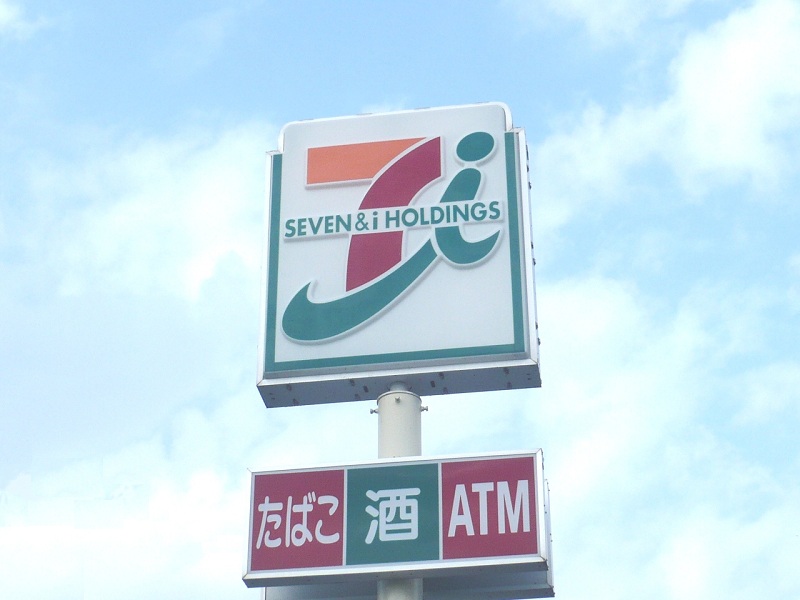 SEVEN & i HOLDINGS
たばこ 酒 ATM